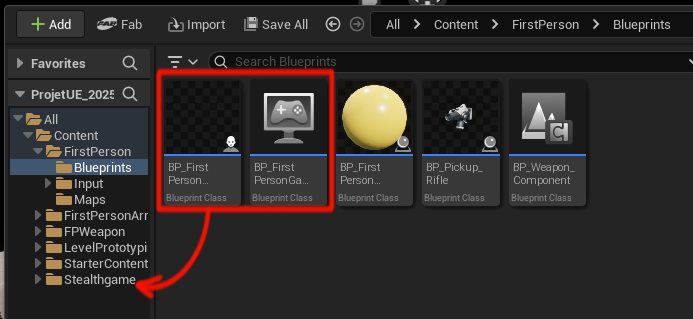 Add
Fab
Import
Save All
All
Content
FirstPerson
Blueprints
Favorites
ProjetUE_2025
Search Blueprints
All
Content
FirstPerson
Blueprints
Input
Maps
FirstPersonArr
FPWeapon
LevelPrototypi
StarterContent
Stealthgame
BP_First
Person...
Blueprint Class
BP_First
PersonGa...
Blueprint Class
BP_First
Person...
Blueprint Class
BP_Pickup_
Rifle
Blueprint Class
BP_Weapon_
Component
Blueprint Class